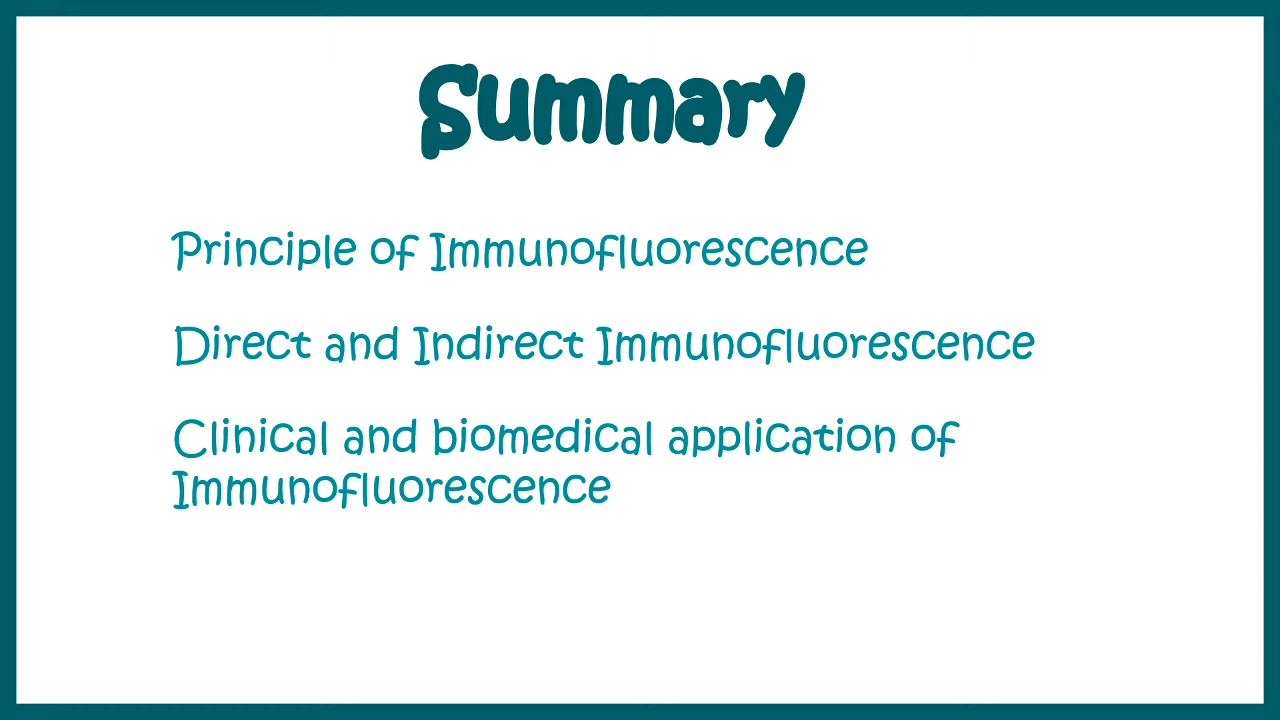 Summary
Principle of Immunofluorescence
Direct and Indirect Immunofluorescence
Clinical and biomedical application of
Immunofluorescence